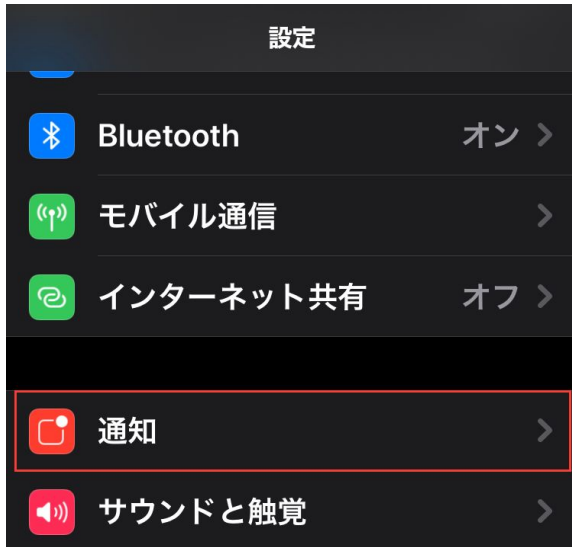 設定
Bluetooth オン
モバイル通信
インターネット共有 オフ
通知
サウンドと触覚